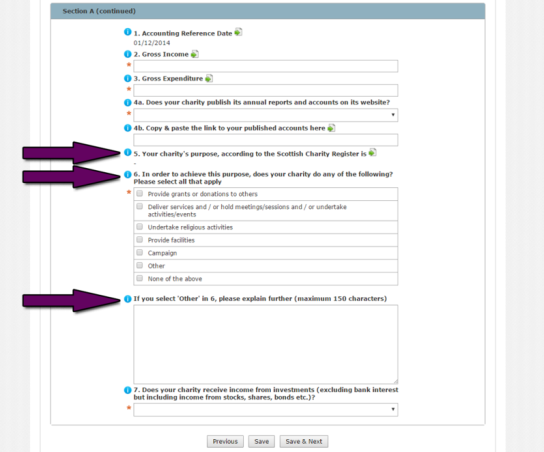 Section A (continued)
1. Accounting Reference Date
01/12/2014
2. Gross Income
*
3. Gross Expenditure
*
4a. Does your charity publish its annual reports and accounts on its website?
*
4b. Copy & paste the link to your published accounts here
5. Your charity's purpose, according to the Scottish Charity Register is
.
6. In order to achieve this purpose, does your charity do any of the following?
Please select all that apply
* Provide grants or donations to others
Deliver services and / or hold meetings/sessions and / or undertake
activities/events
Undertake religious activities
Provide facilities
Campaign
Other
None of the above
If you select 'Other' in 6, please explain further (maximum 150 characters)
7. Does your charity receive income from investments (excluding bank interest
but including income from stocks, shares, bonds etc.)?
*
Previous Save Save & Next